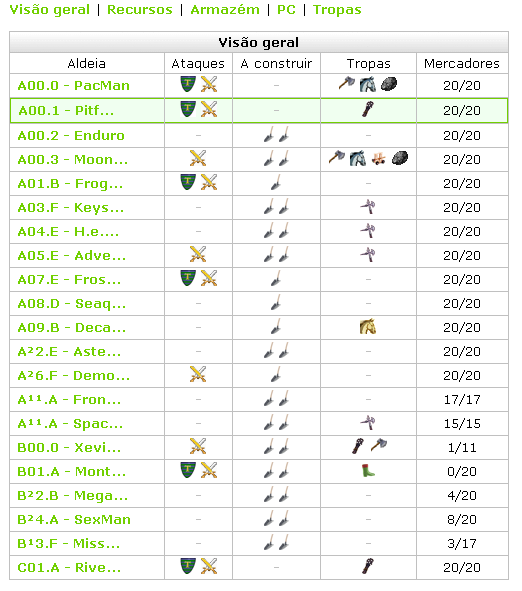 Visão geral | Recursos | Armazém | PC | Tropas
Visão geral
Aldeia Ataques A construir Tropas Mercadores
A00.0 - PacMan - 20/20
A00.1 - Pitf... - 20/20
A00.2 - Enduro - - 20/20
A00.3 - Moon... - 20/20
A01.B - Frog... - 20/20
A03.F - Keys... - 20/20
A04.E - H.e.... - 20/20
A05.E - Adve... 20/20
A07.E - Fros... - 20/20
A08.D - Seaq... - - 20/20
A09.B - Deca... - 20/20
A²2.E - Aste... - - 20/20
A²6.F - Demo... - 20/20
A¹¹.A - Fron... - - 17/17
A¹¹.A - Spac... - 15/15
B00.0 - Xevi... 1/11
B01.A - Mont... 0/20
B²2.B - Mega... - - 4/20
B²4.A - SexMan - - 8/20
B¹3.F - Miss... - - 3/17
C01.A - Rive... - 20/20